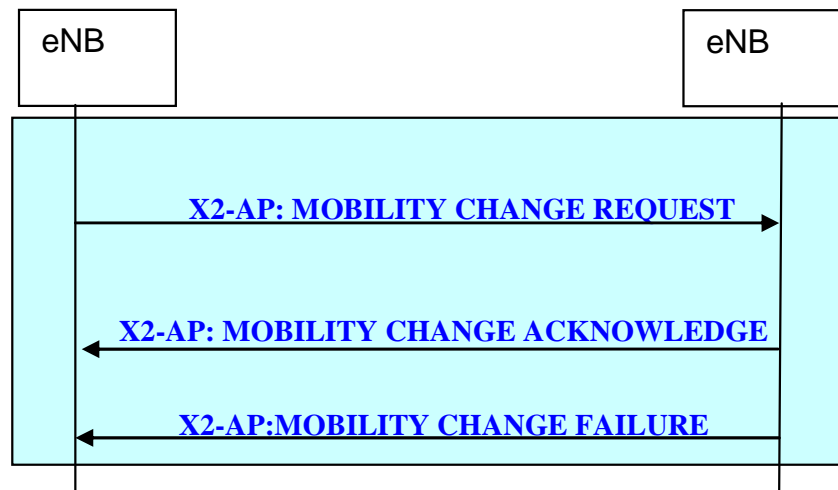 eNB
eNB
X2-AP: MOBILITY CHANGE REQUEST
X2-AP: MOBILITY CHANGE ACKNOWLEDGE
X2-AP:MOBILITY CHANGE FAILURE